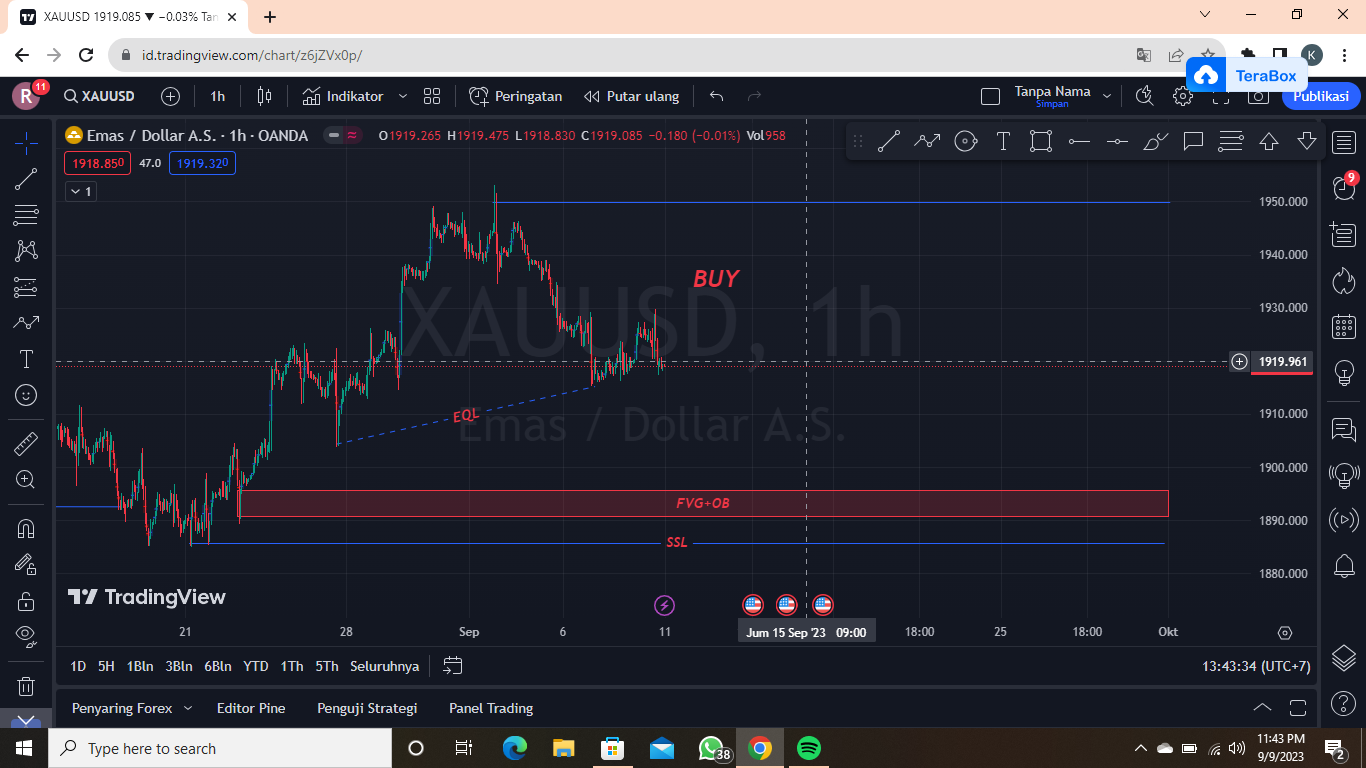 XAUUSD 1919.085 ▼ −0.03% Tan
id.tradingview.com/chart/z6jZVx0p/
K
TeraBox
R
11
XAUUSD
1h
Indikator
Peringatan
Putar ulang
Tanpa Nama
Simpan
Publikasi
Emas / Dollar A.S. · 1h · OANDA
O1919.265 H1919.475 L1918.830 C1919.085 −0.180 (−0.01%) Vol958
1918.850 47.0 1919.320
1
9
1950.000
1940.000
1930.000
1919.961
1910.000
1900.000
1890.000
1880.000
BUY
XAUUSD, 1h
Emas / Dollar A.S.
EQL
FVG+OB
SSL
TradingView
21 28 Sep 6 11 Jum 15 Sep '23 09:00 18:00 25 18:00 Okt
1D 5H 1Bln 3Bln 6Bln YTD 1Th 5Th Seluruhnya
13:43:34 (UTC+7)
Penyaring Forex Editor Pine Penguji Strategi Panel Trading
Type here to search
38
11:43 PM
9/9/2023
2